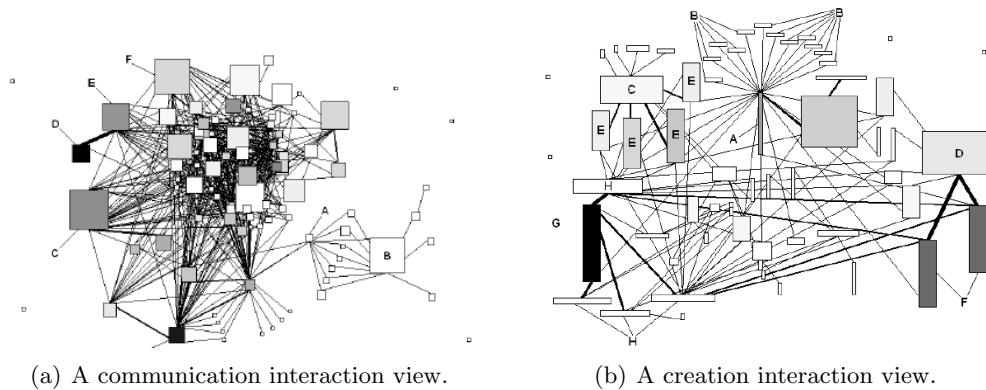 F
E
D
C
A
B
(a) A communication interaction view.
B
B
C
E
E
E
E
A
D
H
G
F
H
(b) A creation interaction view.